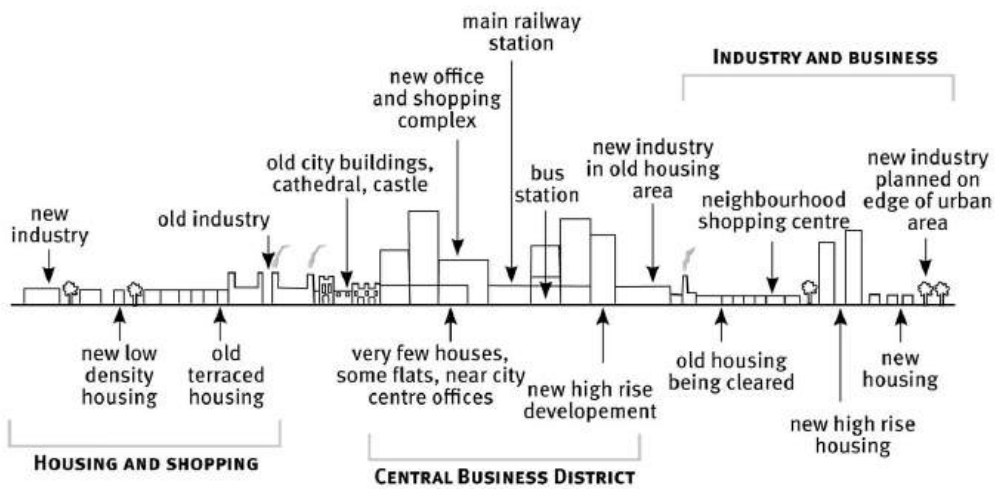 main railway
station
INDUSTRY AND BUSINESS
new office
and shopping
complex
old city buildings,
cathedral, castle
bus
station
new industry
in old housing
area
new industry
planned on
edge of urban
area
new
industry
old industry
neighbourhood
shopping centre
new low
density
housing
old
terraced
housing
very few houses,
some flats, near city
centre offices
new high rise
developement
old housing
being cleared
new high rise
housing
new
housing
HOUSING AND SHOPPING
CENTRAL BUSINESS DISTRICT